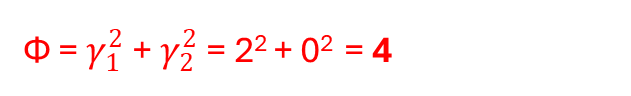 Φ = γ₁² + γ₂² = 2² + 0² = 4